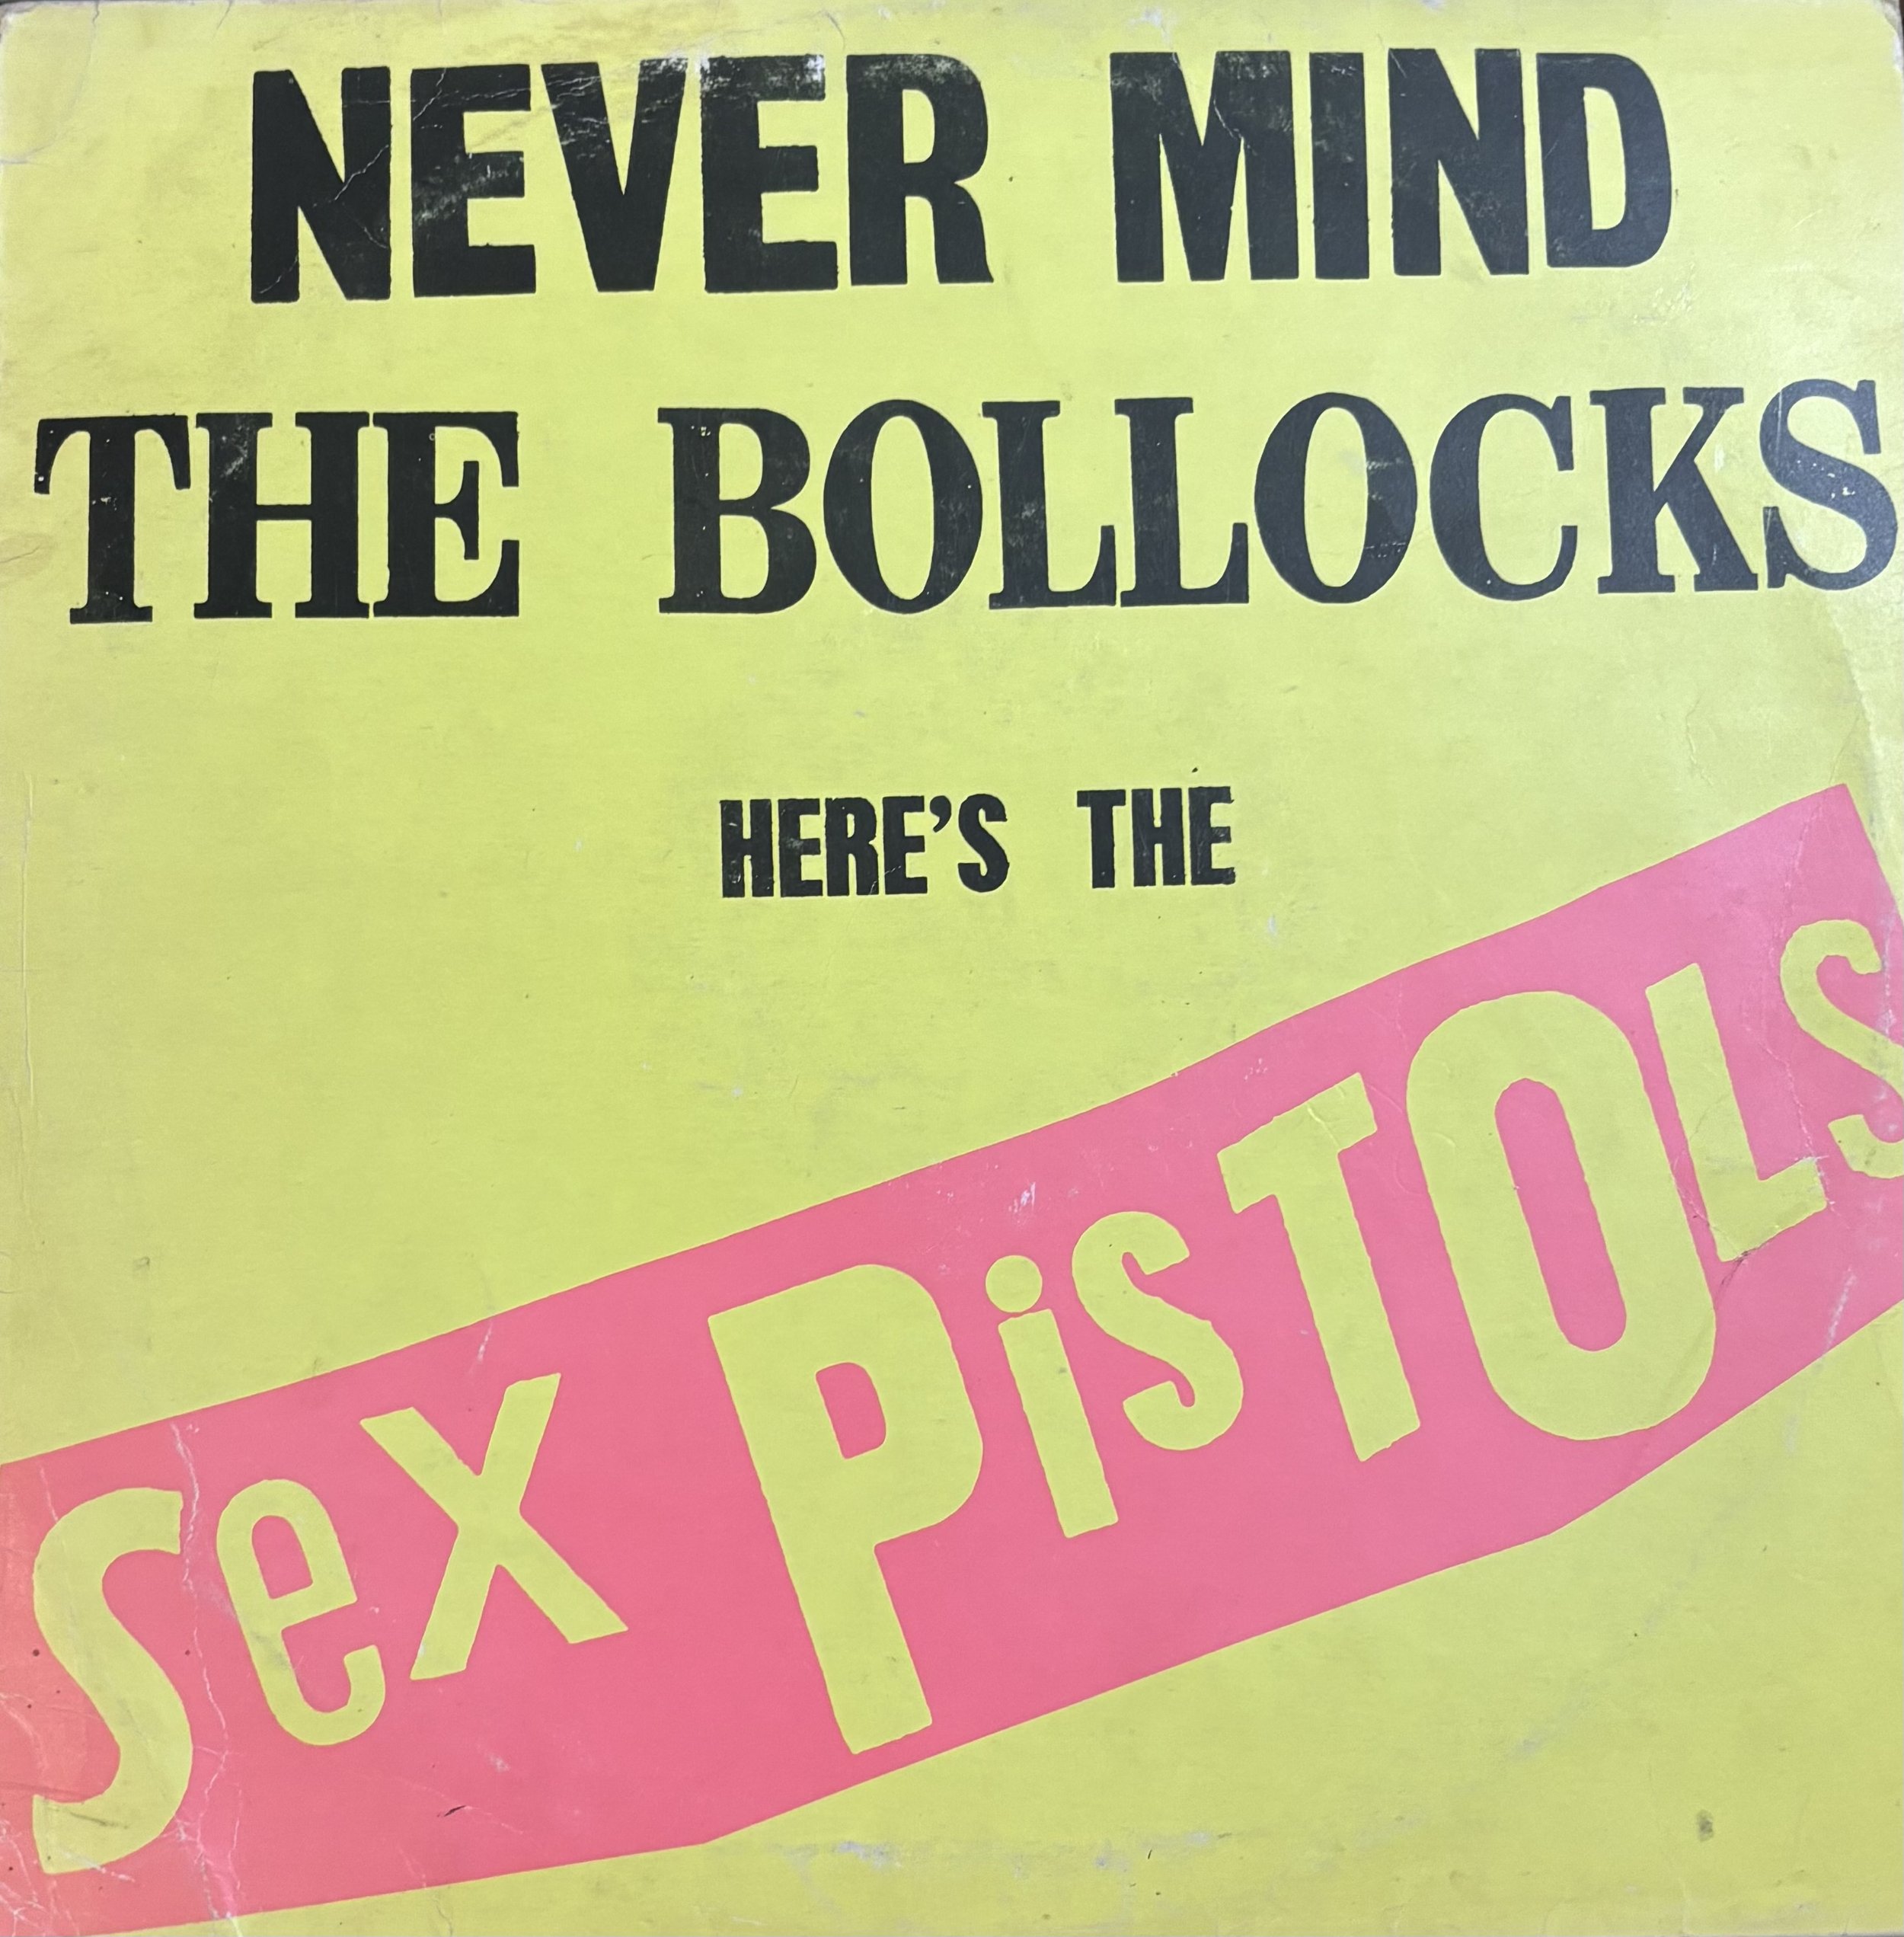 NEVER MIND
THE BOLLOCKS
HERE'S THE
SeX PiSTOLS